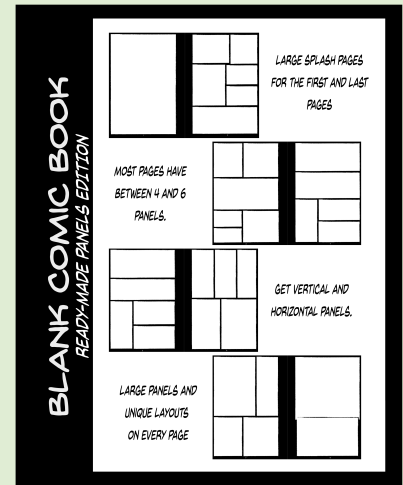 BLANK COMIC BOOK
READY-MADE PANELS EDITION
LARGE SPLASH PAGES
FOR THE FIRST AND LAST
PAGES
MOST PAGES HAVE
BETWEEN 4 AND 6
PANELS.
GET VERTICAL AND
HORIZONTAL PANELS.
LARGE PANELS AND
UNIQUE LAYOUTS
ON EVERY PAGE